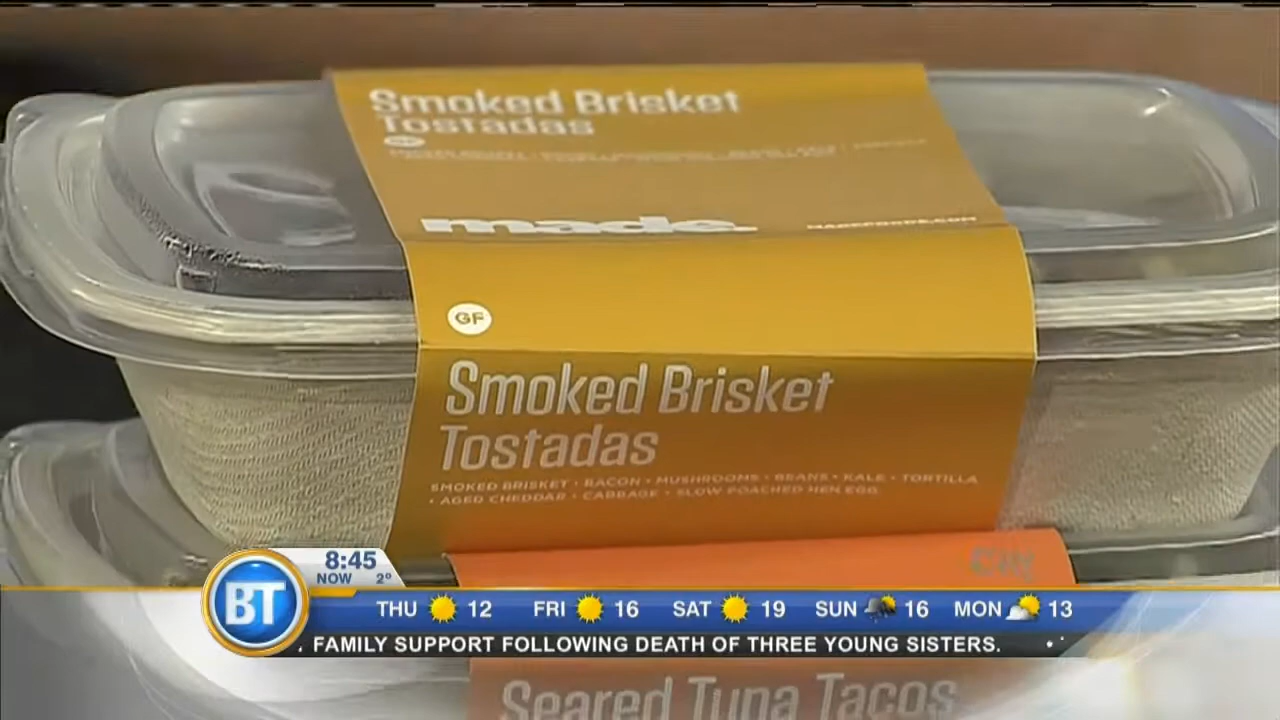 Smoked Brisket
Tostadas
GF
made.
GF
Smoked Brisket
Tostadas
SMOKED BRISKET • BACON • MUSHROOMS • BEANS • KALE • TORTILLA
• AGED CHEDDAR • CABBAGE • SLOW POACHED HEN EGG
City
8:45
NOW 2°
BT
THU 12 FRI 16 SAT 19 SUN 16 MON 13
FAMILY SUPPORT FOLLOWING DEATH OF THREE YOUNG SISTERS.
Seared Tuna Tacos